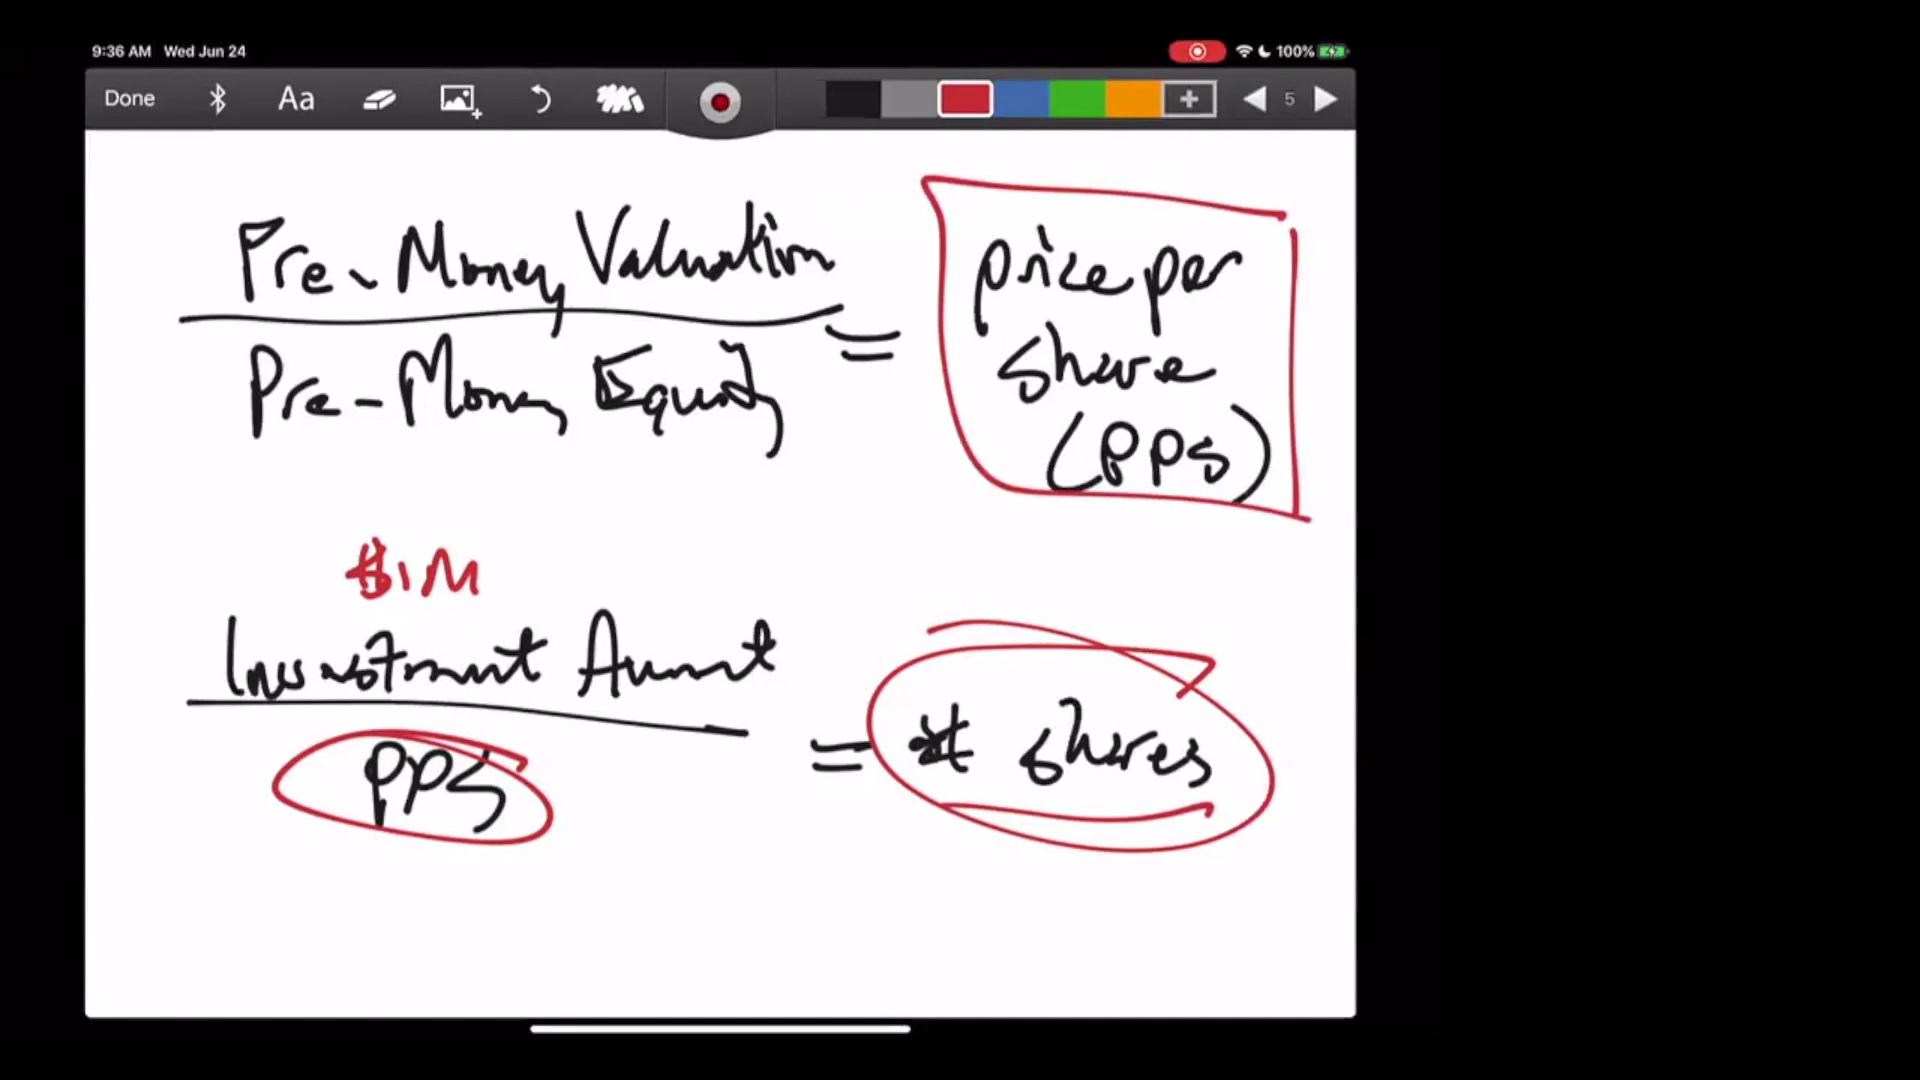 9:36 AM Wed Jun 24
100%
Done
Aa
5
Pre-Money Valuation
Pre-Money Equity
=
price per
share
(PPS)
$1M
Investment Amount
PPS
= # shares